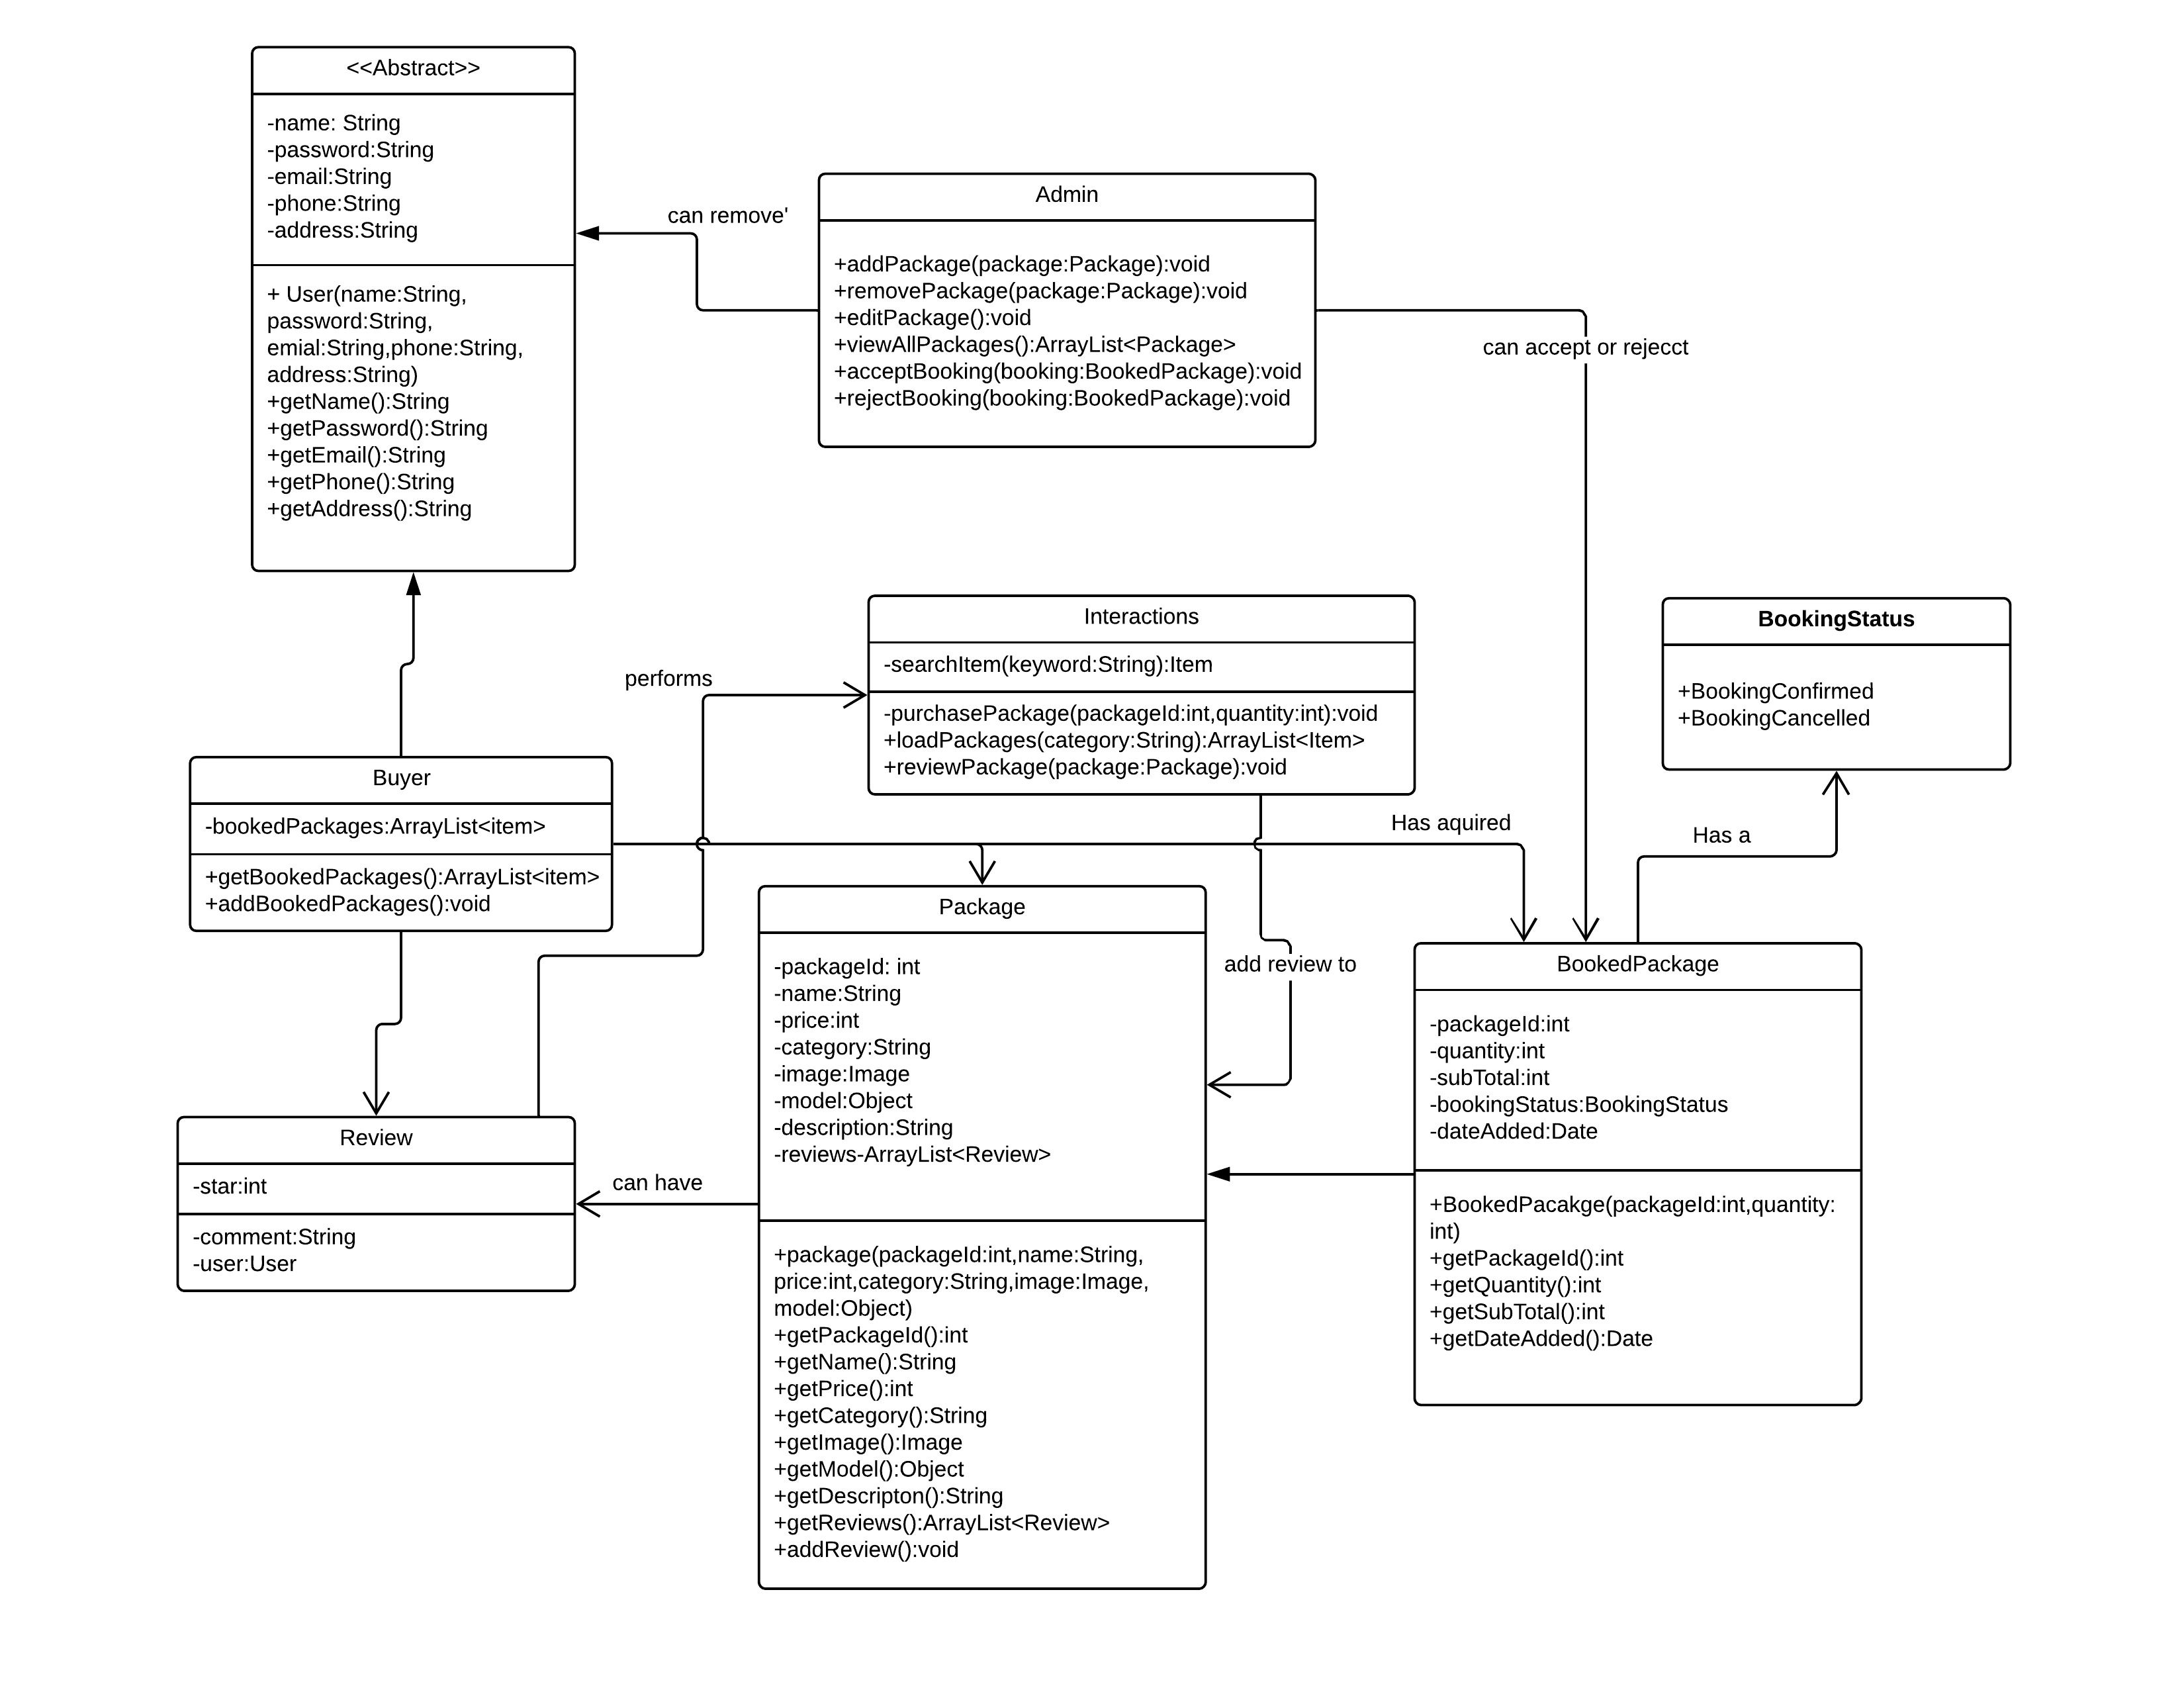 <<Abstract>>
-name: String
-password:String
-email:String
-phone:String
-address:String
+ User(name:String,
password:String,
emial:String,phone:String,
address:String)
+getName():String
+getPassword():String
+getEmail():String
+getPhone():String
+getAddress():String
can remove'
Admin
+addPackage(package:Package):void
+removePackage(package:Package):void
+editPackage():void
+viewAllPackages():ArrayList<Package>
+acceptBooking(booking:BookedPackage):void
+rejectBooking(booking:BookedPackage):void
can accept or rejecct
Interactions
-searchItem(keyword:String):Item
-purchasePackage(packageId:int,quantity:int):void
+loadPackages(category:String):ArrayList<Item>
+reviewPackage(package:Package):void
BookingStatus
+BookingConfirmed
+BookingCancelled
performs
Buyer
-bookedPackages:ArrayList<item>
+getBookedPackages():ArrayList<item>
+addBookedPackages():void
Has aquired
Has a
Package
-packageId: int
-name:String
-price:int
-category:String
-image:Image
-model:Object
-description:String
-reviews-ArrayList<Review>
+package(packageId:int,name:String,
price:int,category:String,image:Image,
model:Object)
+getPackageId():int
+getName():String
+getPrice():int
+getCategory():String
+getImage():Image
+getModel():Object
+getDescripton():String
+getReviews():ArrayList<Review>
+addReview():void
add review to
BookedPackage
-packageId:int
-quantity:int
-subTotal:int
-bookingStatus:BookingStatus
-dateAdded:Date
+BookedPacakge(packageId:int,quantity:
int)
+getPackageId():int
+getQuantity():int
+getSubTotal():int
+getDateAdded():Date
Review
-star:int
-comment:String
-user:User
can have